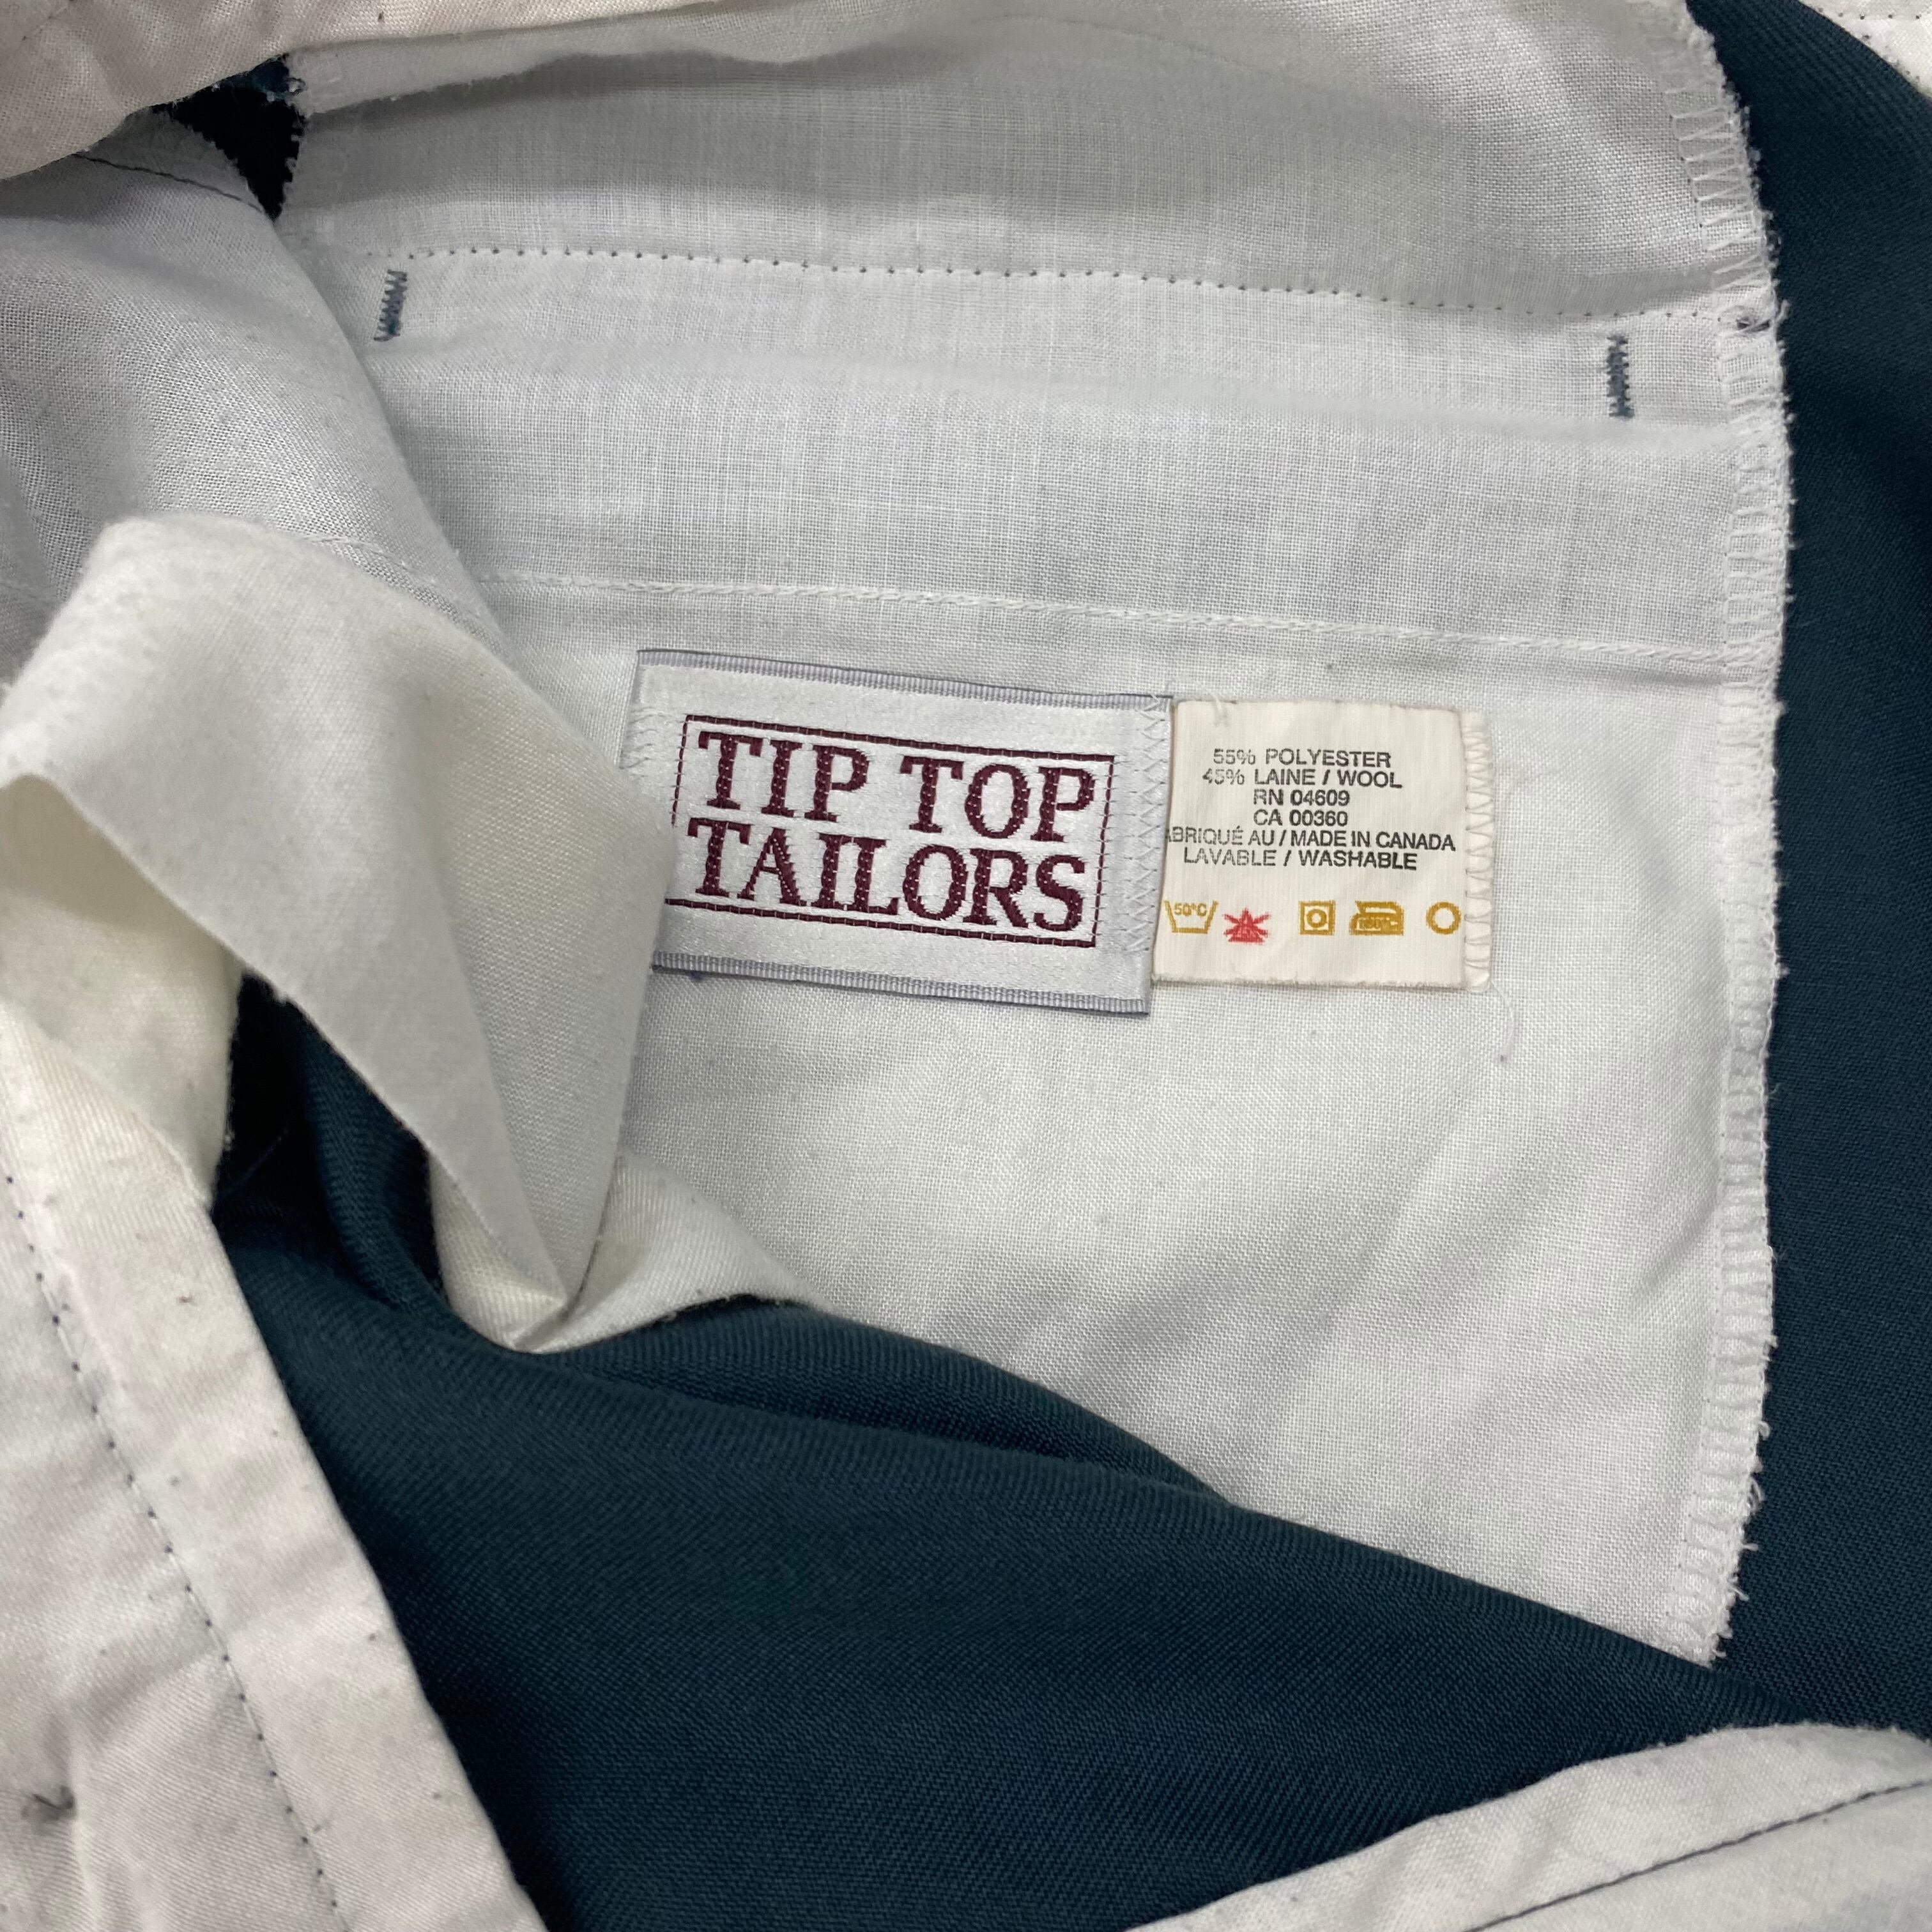 TIP TOP
TAILORS
55% POLYESTER
45% LAINE / WOOL
RN 04609
CA 00360
ABRIQUÉ AU / MADE IN CANADA
LAVABLE / WASHABLE
50°C